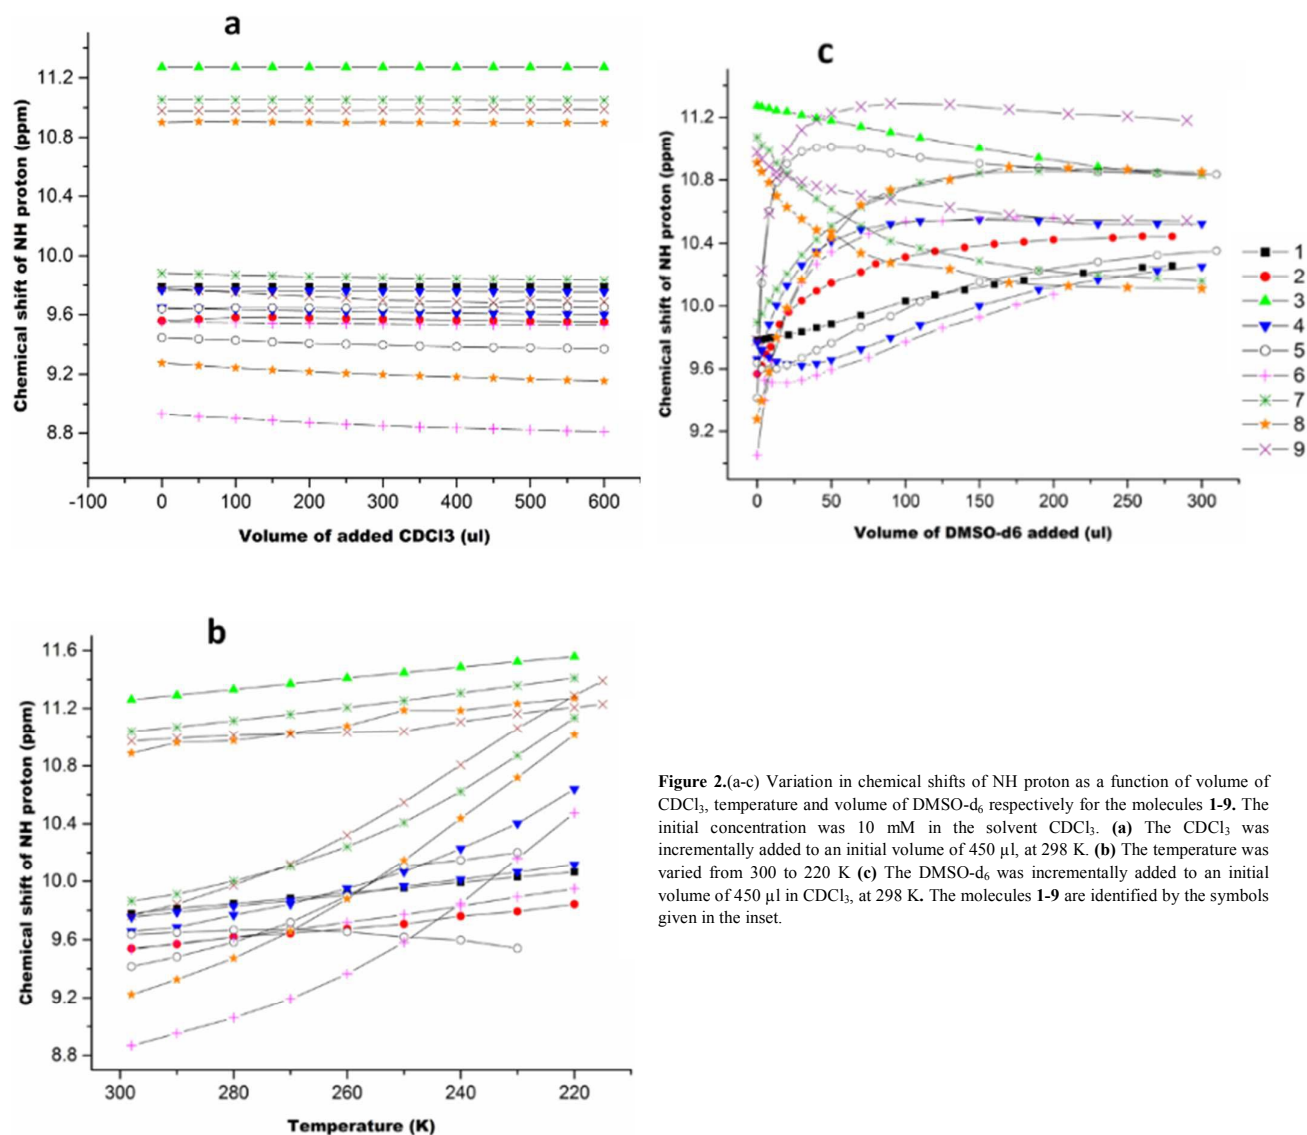 a
11.2
10.8
10.4
10.0
9.6
9.2
8.8
Chemical shift of NH proton (ppm)
-100 0 100 200 300 400 500 600
Volume of added CDCl3 (ul)
c
11.2
10.8
10.4
10.0
9.6
9.2
Chemical shift of NH proton (ppm)
0 50 100 150 200 250 300
Volume of DMSO-d6 added (ul)
1
2
3
4
5
6
7
8
9
b
11.6
11.2
10.8
10.4
10.0
9.6
9.2
8.8
Chemical shift of NH proton (ppm)
300 280 260 240 220
Temperature (K)
Figure 2.(a-c) Variation in chemical shifts of NH proton as a function of volume of
CDCl3, temperature and volume of DMSO-d6 respectively for the molecules 1-9. The
initial concentration was 10 mM in the solvent CDCl3. (a) The CDCl3 was
incrementally added to an initial volume of 450 µl, at 298 K. (b) The temperature was
varied from 300 to 220 K (c) The DMSO-d6 was incrementally added to an initial
volume of 450 µl in CDCl3, at 298 K. The molecules 1-9 are identified by the symbols
given in the inset.